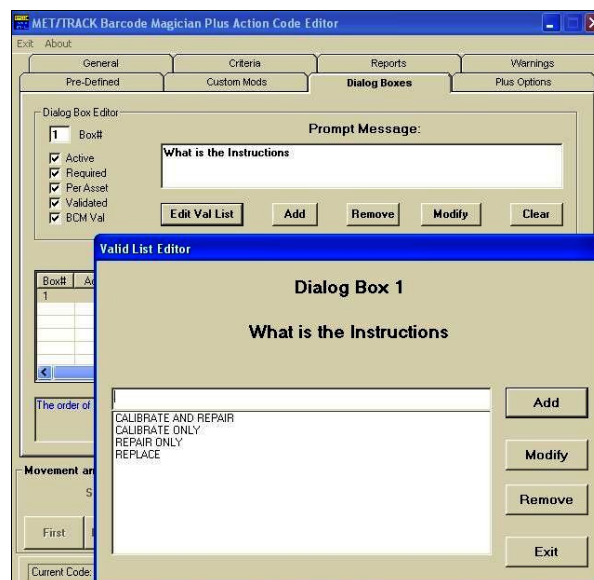 MET/TRACK Barcode Magician Plus Action Code Editor
Exit About
General Criteria Reports Warnings
Pre-Defined Custom Mods Dialog Boxes Plus Options
Dialog Box Editor
1 Box#
Prompt Message:
Active
Required
Per Asset
Validated
BCM Val
What is the Instructions
Edit Val List Add Remove Modify Clear
Valid List Editor
Box#
1
Dialog Box 1
What is the Instructions
The order of
Add
CALIBRATE AND REPAIR
CALIBRATE ONLY
REPAIR ONLY
REPLACE
Modify
Remove
Exit
Movement an
S
First
Current Code: